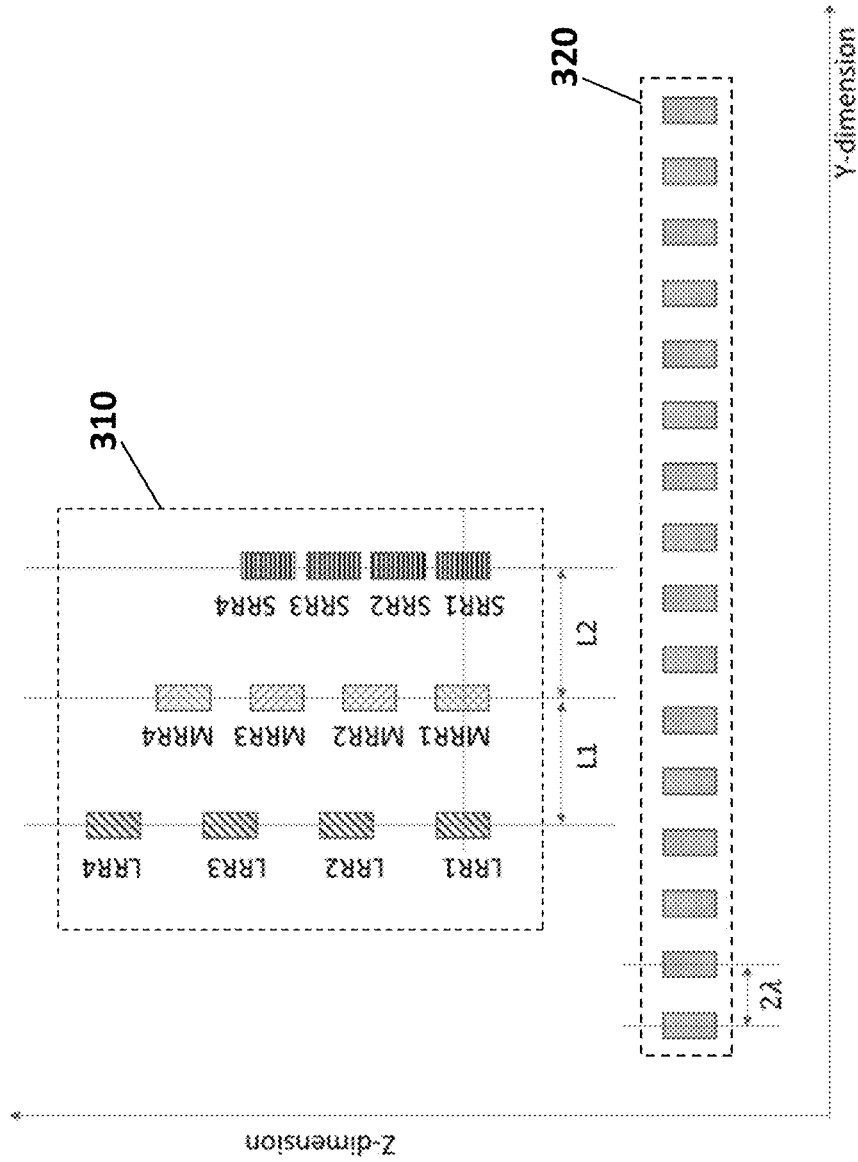 310
LRR4
LRR3
LRR2
LRR1
MRR4
MRR3
MRR2
MRR1
SRR4
SRR3
SRR2
SRR1
L1
L2
320
2λ
Z-dimension
Y-dimension